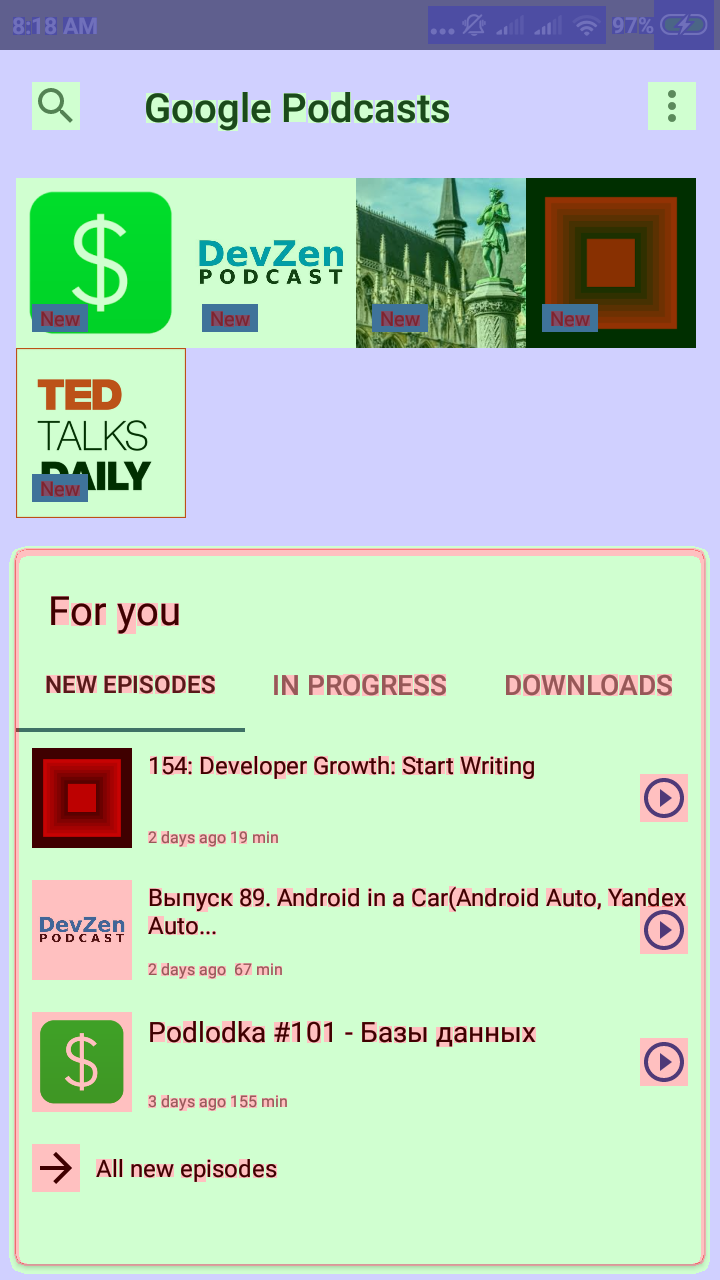 8:18 AM
97%
Google Podcasts
$
DevZen
PODCAST
New
New
New
New
TED
TALKS
DAILY
New
For you
NEW EPISODES
IN PROGRESS
DOWNLOADS
154: Developer Growth: Start Writing
2 days ago 19 min
DevZen
PODCAST
Выпуск 89. Android in a Car(Android Auto, Yandex
Auto...
2 days ago 67 min
$
Podlodka #101 - Базы данных
3 days ago 155 min
All new episodes